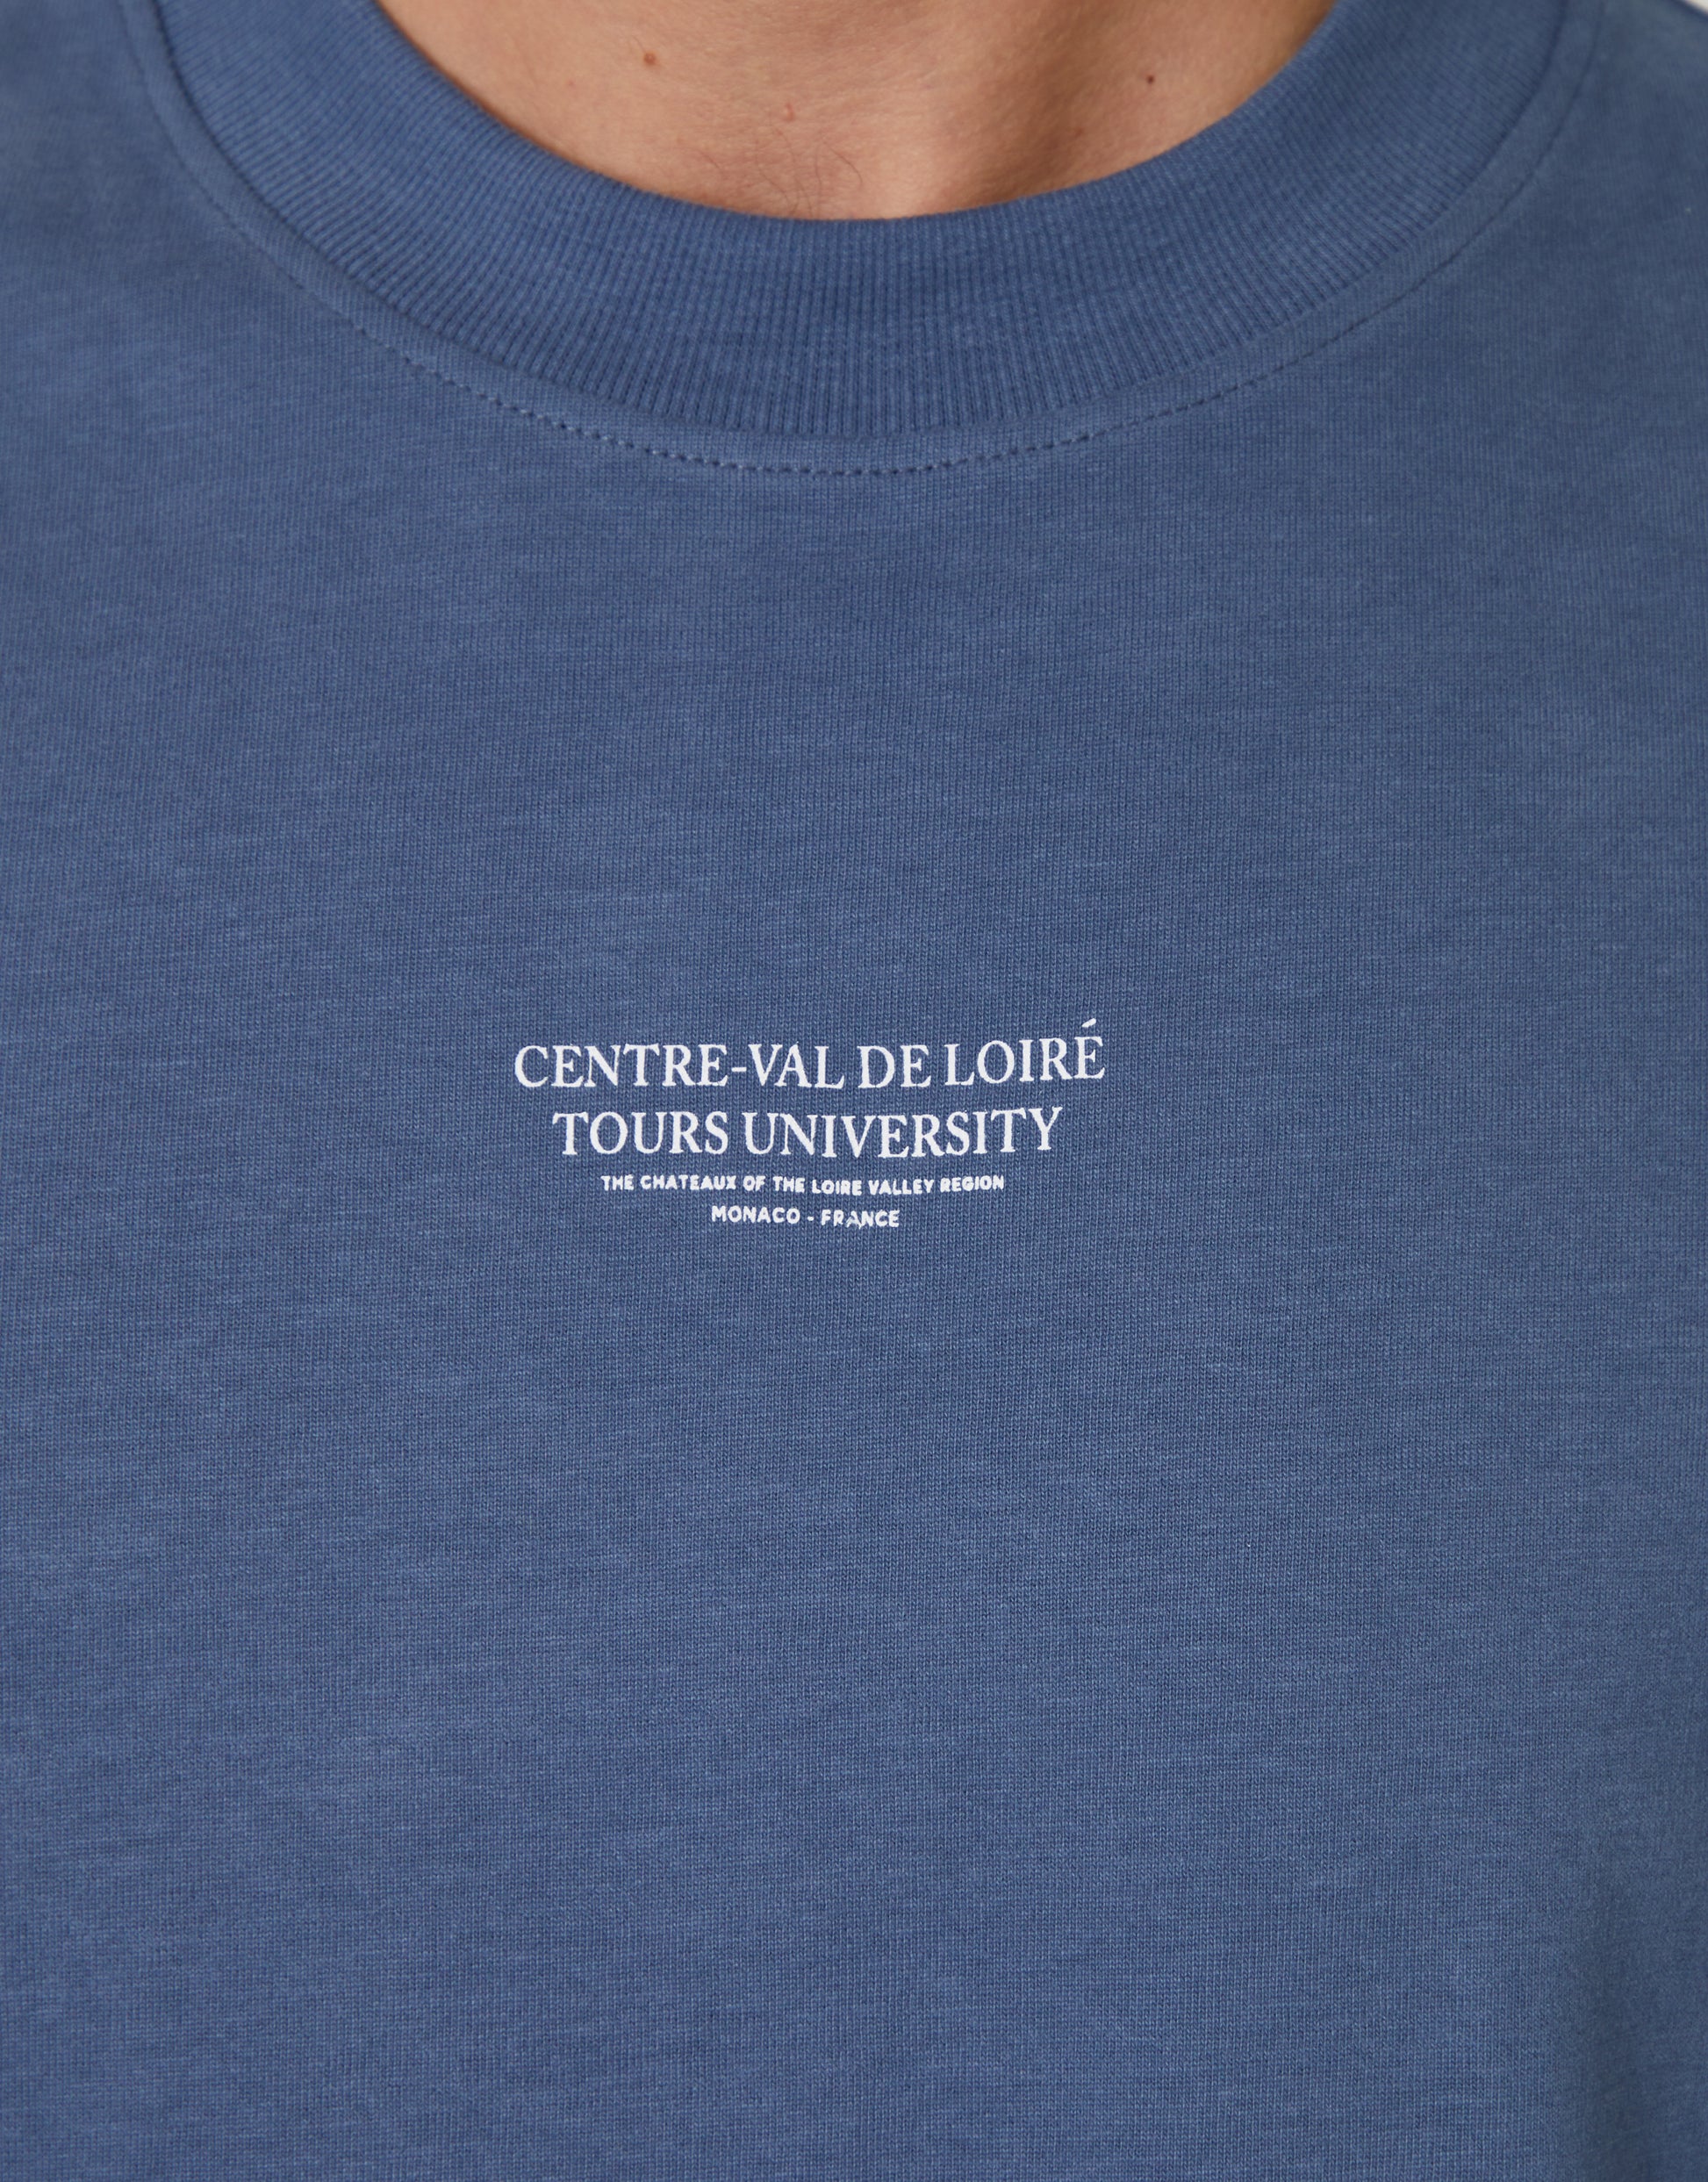 CENTRE-VAL DE LOIRÉ
TOURS UNIVERSITY
THE CHATEAUX OF THE LOIRE VALLEY REGION
MONACO - FRANCE